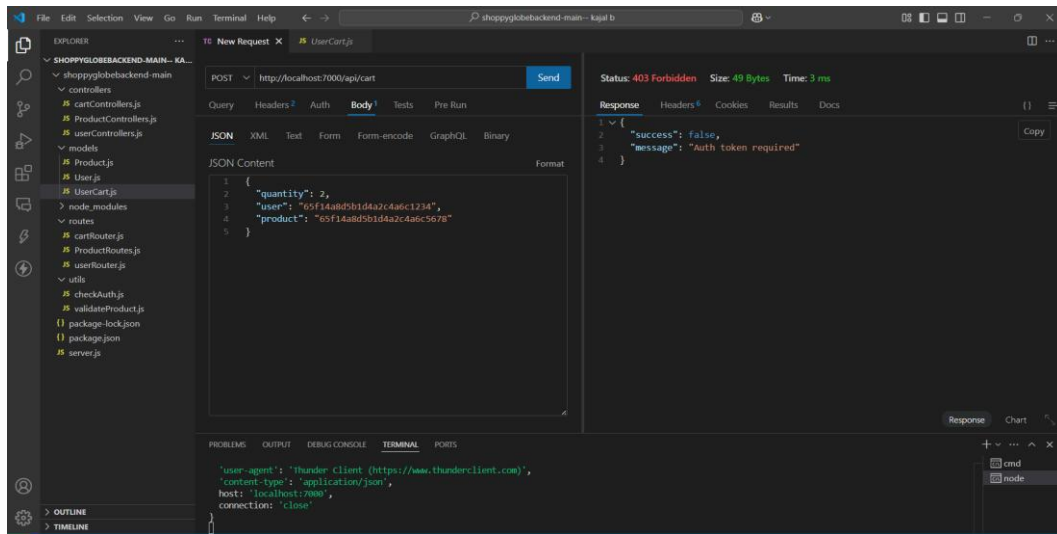 File Edit Selection View Go Run Terminal Help
shoppyglobebackend-main-- kajal b
EXPLORER
SHOPPYGLOBEBACKEND-MAIN-- KA...
shoppyglobebackend-main
controllers
JS cartControllers.js
JS ProductControllers.js
JS userControllers.js
models
JS Product.js
JS User.js
JS UserCart.js
node_modules
routes
JS cartRouter.js
JS ProductRoutes.js
JS userRouter.js
utils
JS checkAuth.js
JS validateProduct.js
{} package-lock.json
{} package.json
JS server.js
OUTLINE
TIMELINE
TC New Request JS UserCart.js
POST http://localhost:7000/api/cart Send
Query Headers 2 Auth Body 1 Tests Pre Run
JSON XML Text Form Form-encode GraphQL Binary
JSON Content Format
1 {
2 "quantity": 2,
3 "user": "65f14a8d5b1d4a2c4a6c1234",
4 "product": "65f14a8d5b1d4a2c4a6c5678"
5 }
Status: 403 Forbidden Size: 49 Bytes Time: 3 ms
Response Headers 6 Cookies Results Docs {}
Copy
1 {
2 "success": false,
3 "message": "Auth token required"
4 }
Response Chart
PROBLEMS OUTPUT DEBUG CONSOLE TERMINAL PORTS
'user-agent': 'Thunder Client (https://www.thunderclient.com)',
'content-type': 'application/json',
host: 'localhost:7000',
connection: 'close'
}
cmd
node